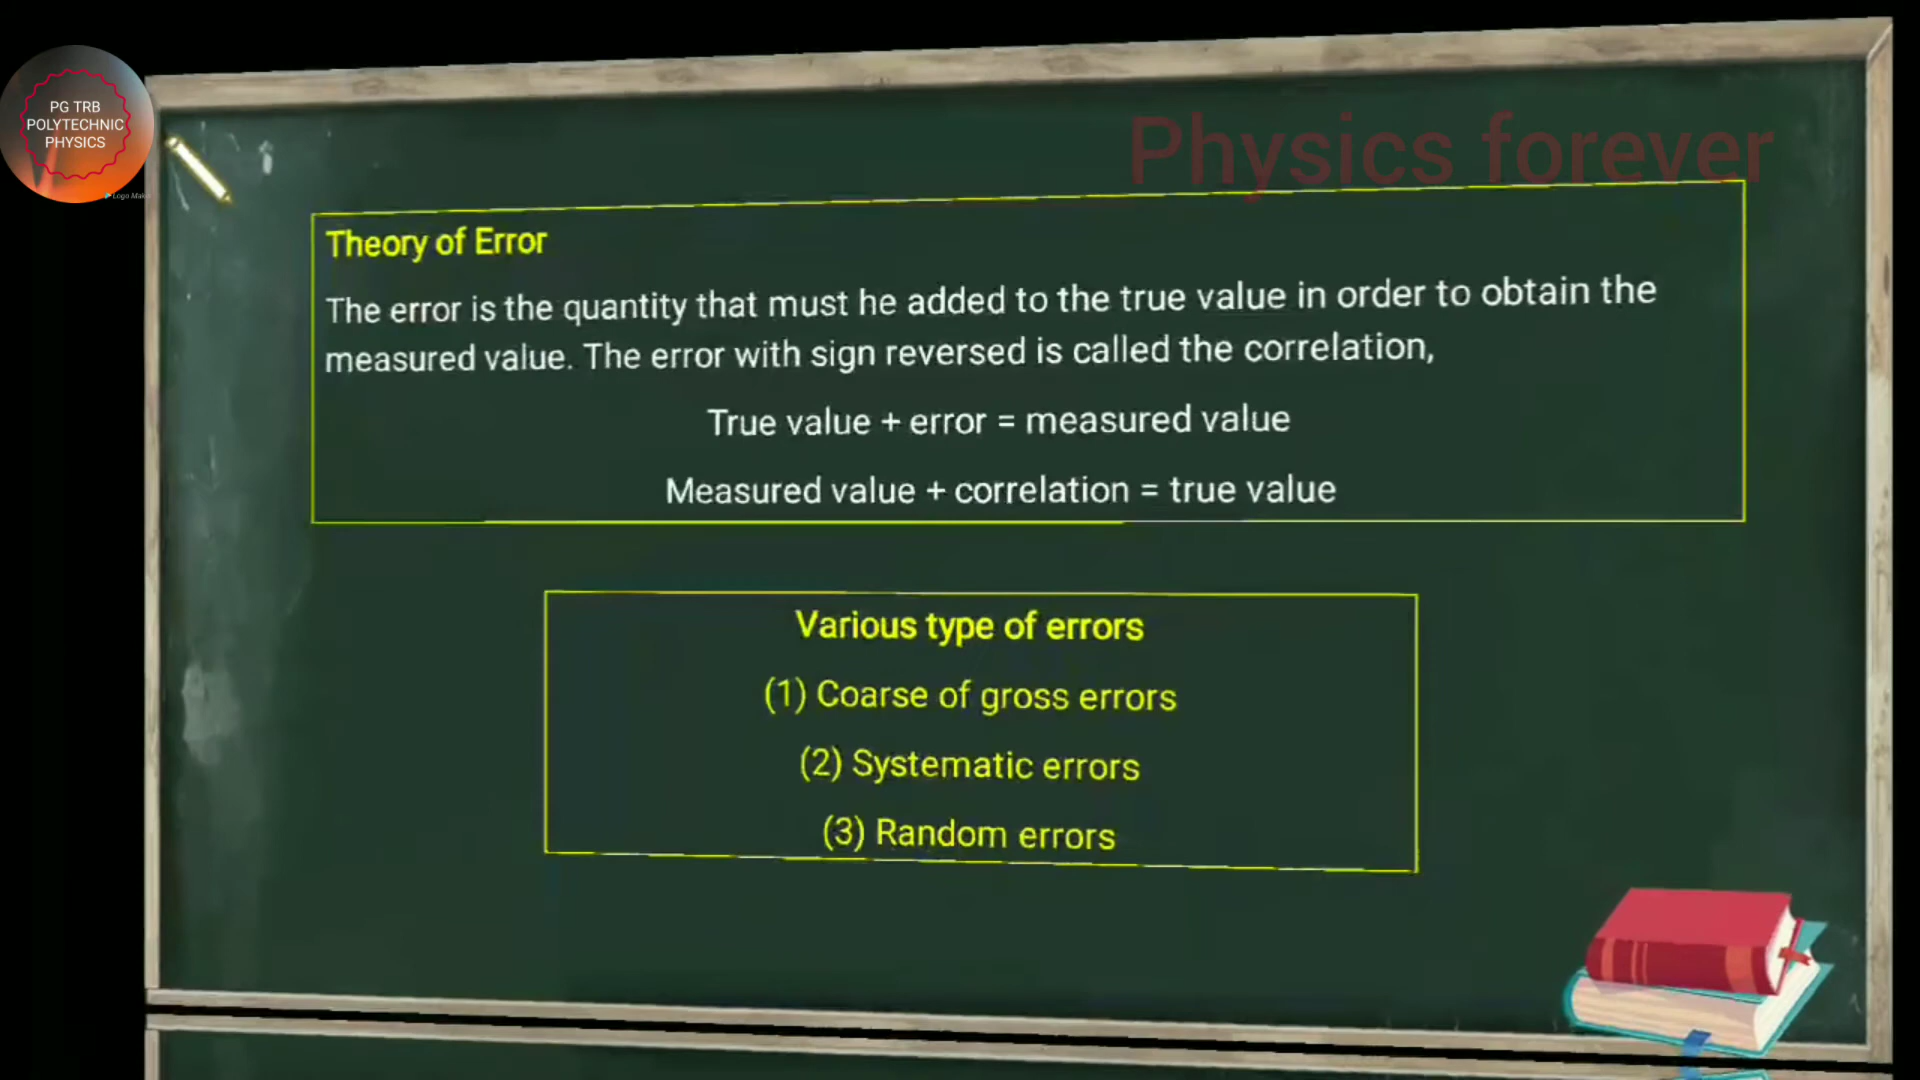 PG TRB
POLYTECHNIC
PHYSICS
Logo Maker
Physics forever
Theory of Error
The error is the quantity that must he added to the true value in order to obtain the
measured value. The error with sign reversed is called the correlation,
True value + error = measured value
Measured value + correlation = true value
Various type of errors
(1) Coarse of gross errors
(2) Systematic errors
(3) Random errors